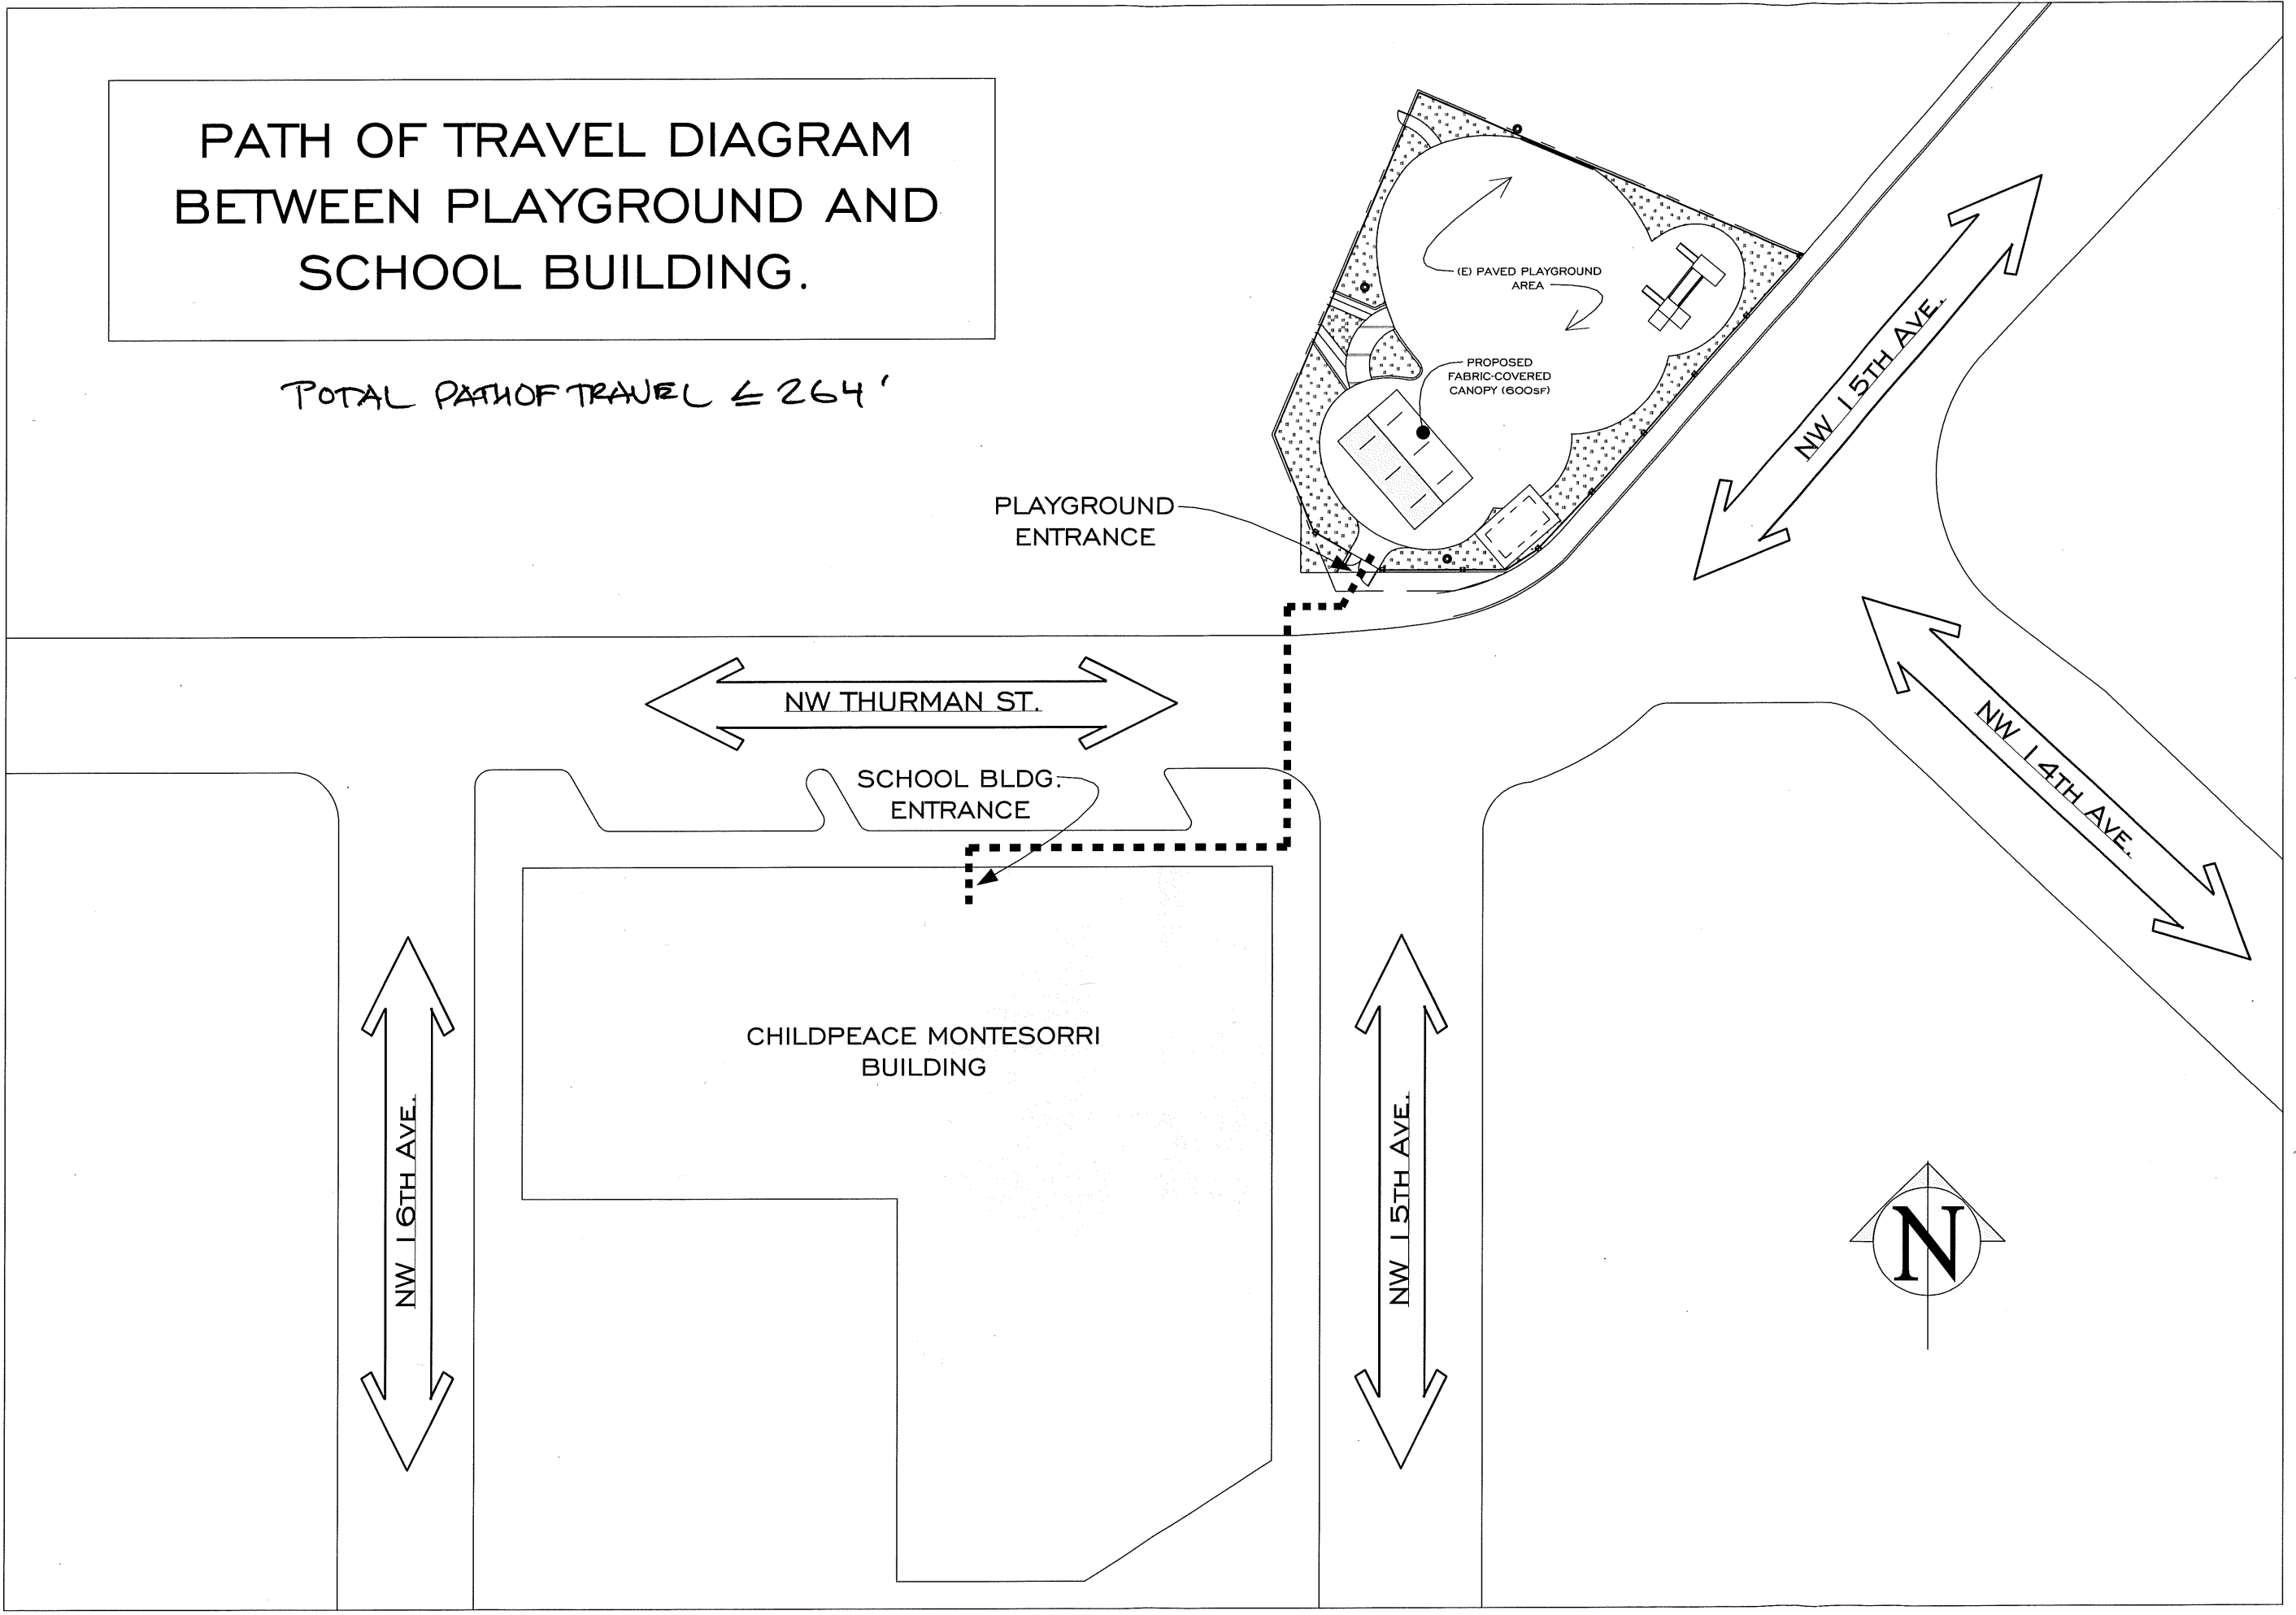 PATH OF TRAVEL DIAGRAM
BETWEEN PLAYGROUND AND
SCHOOL BUILDING.
TOTAL PATH OF TRAVEL ≤ 264'
(E) PAVED PLAYGROUND
AREA
PROPOSED
FABRIC-COVERED
CANOPY (600SF)
PLAYGROUND
ENTRANCE
NW 15TH AVE.
NW THURMAN ST.
NW 14TH AVE.
SCHOOL BLDG.
ENTRANCE
CHILDPEACE MONTESORRI
BUILDING
NW 16TH AVE.
NW 15TH AVE.
N